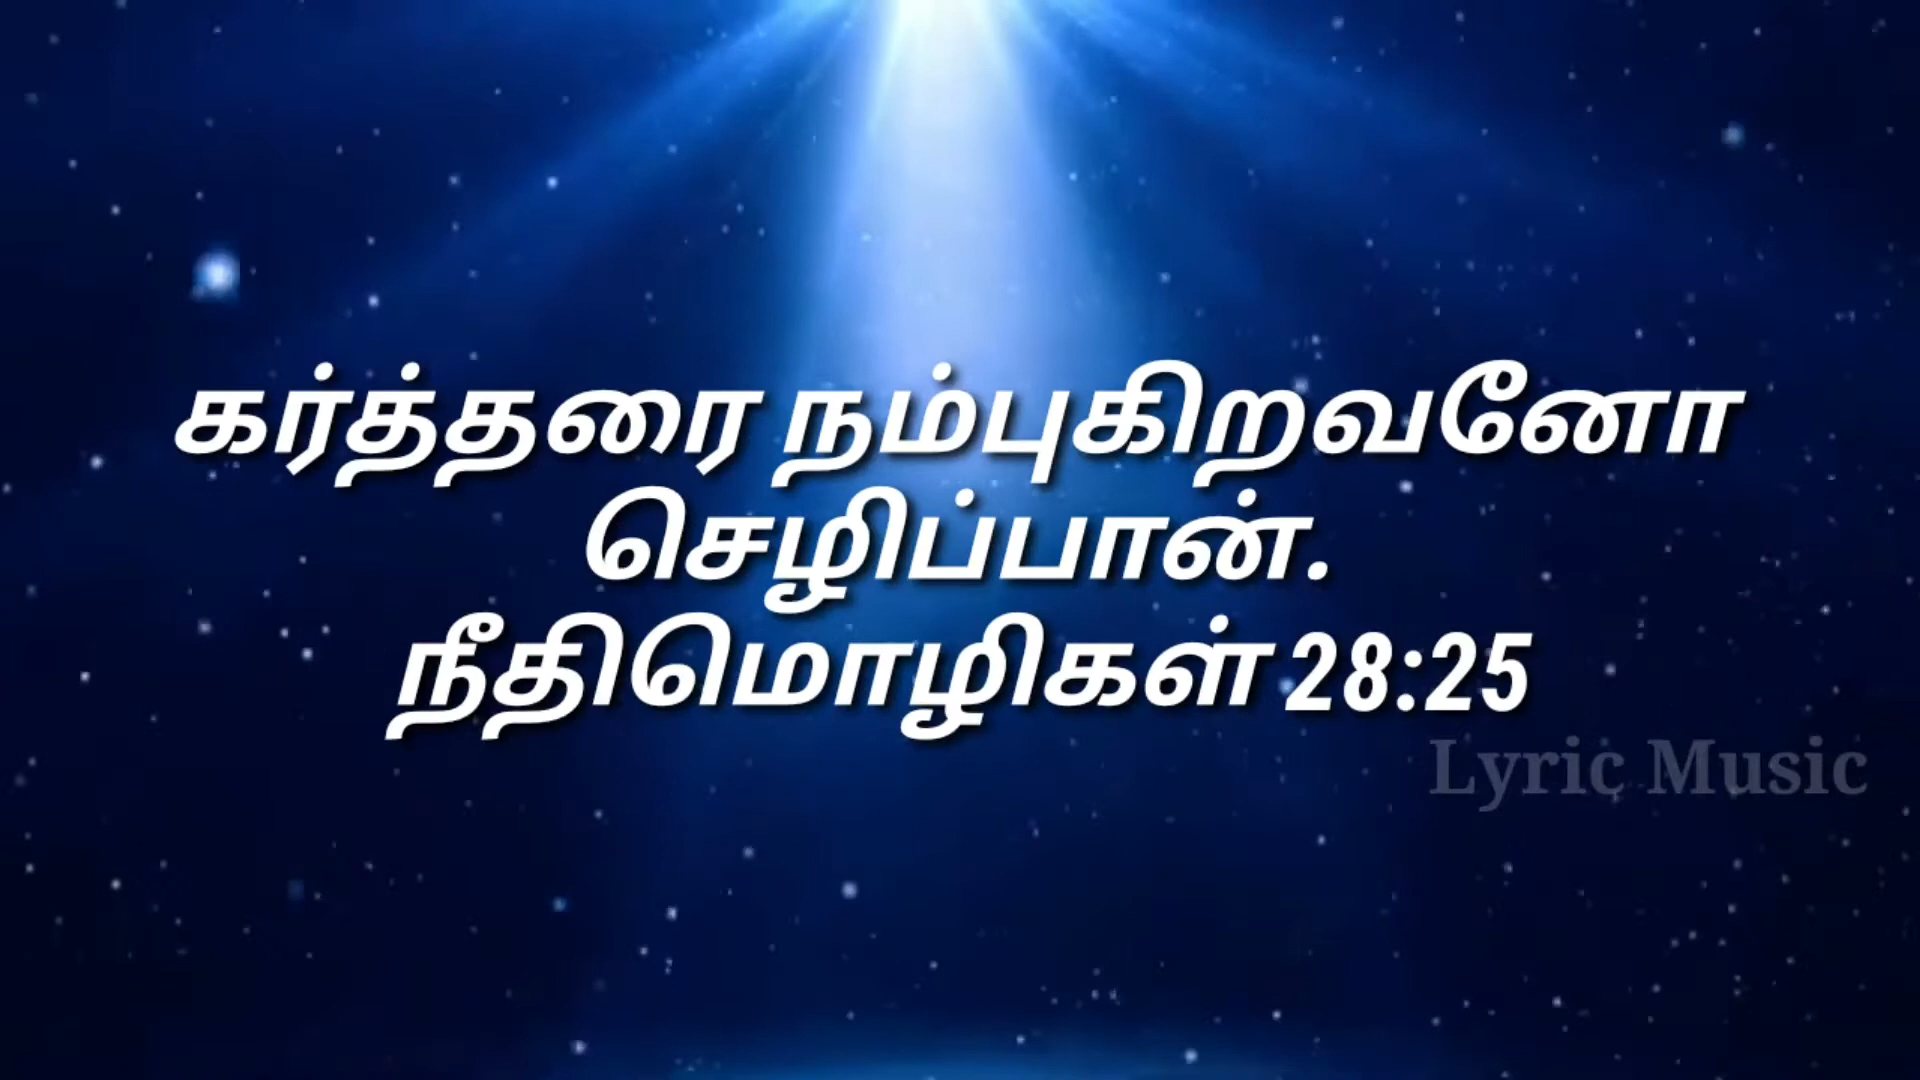 கர்த்தரை நம்புகிறவனோ
செழிப்பான்.
நீதிமொழிகள் 28:25
Lyric Music